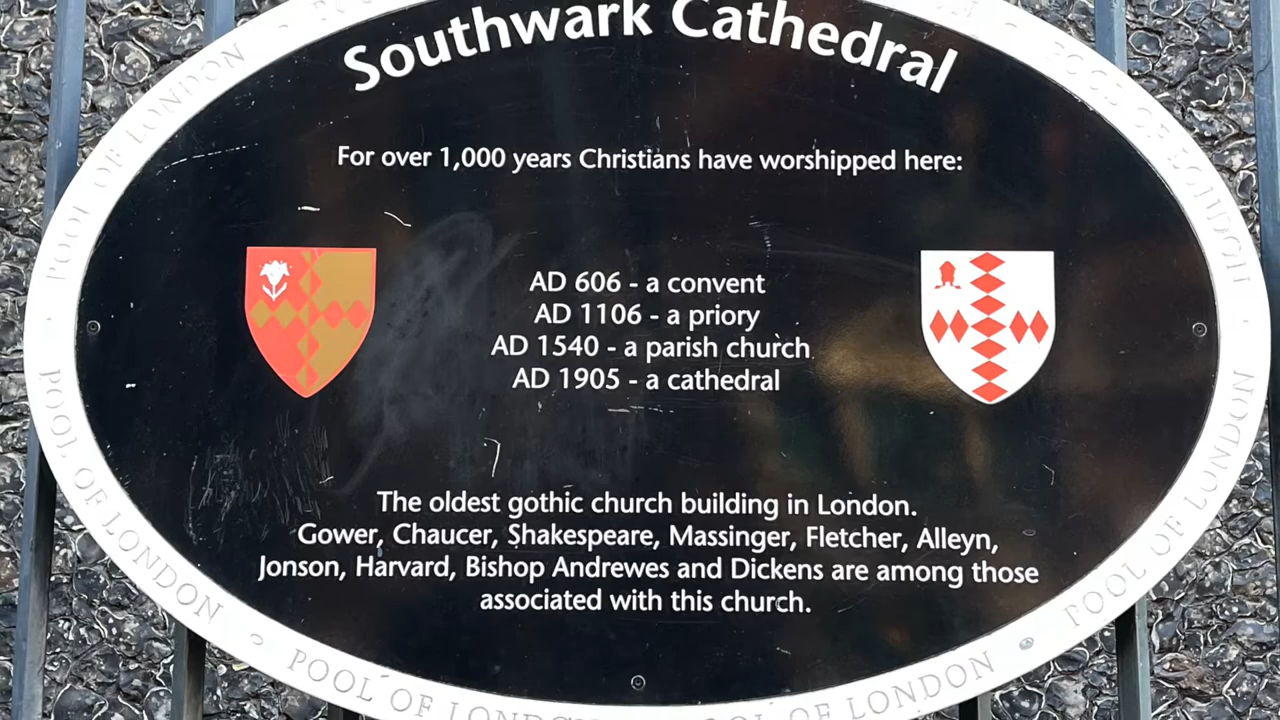 Southwark Cathedral
For over 1,000 years Christians have worshipped here:
AD 606 - a convent
AD 1106 - a priory
AD 1540 - a parish church
AD 1905 - a cathedral
The oldest gothic church building in London.
Gower, Chaucer, Shakespeare, Massinger, Fletcher, Alleyn,
Jonson, Harvard, Bishop Andrewes and Dickens are among those
associated with this church.
POOL OF LONDON
POOL OF LONDON
POOL OF LONDON
POOL OF LONDON
POOL OF LONDON